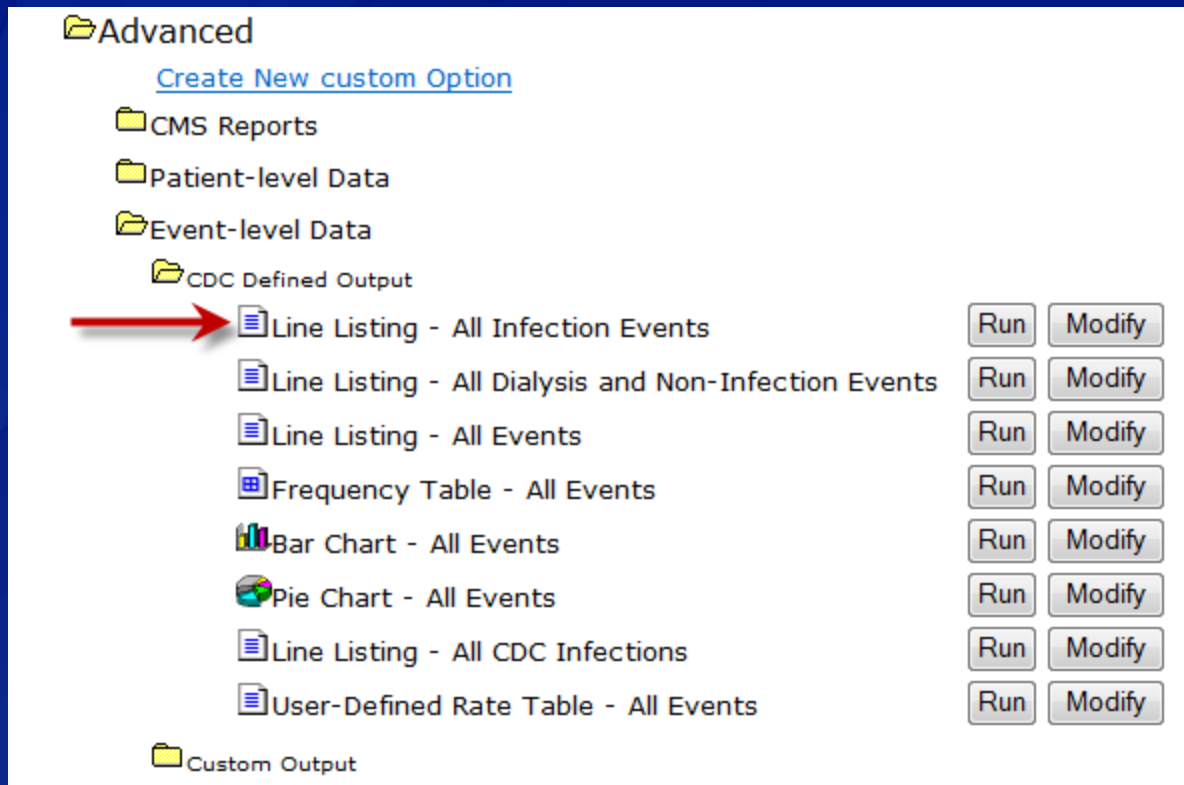 Advanced
Create New custom Option
CMS Reports
Patient-level Data
Event-level Data
CDC Defined Output
Line Listing - All Infection Events Run Modify
Line Listing - All Dialysis and Non-Infection Events Run Modify
Line Listing - All Events Run Modify
Frequency Table - All Events Run Modify
Bar Chart - All Events Run Modify
Pie Chart - All Events Run Modify
Line Listing - All CDC Infections Run Modify
User-Defined Rate Table - All Events Run Modify
Custom Output